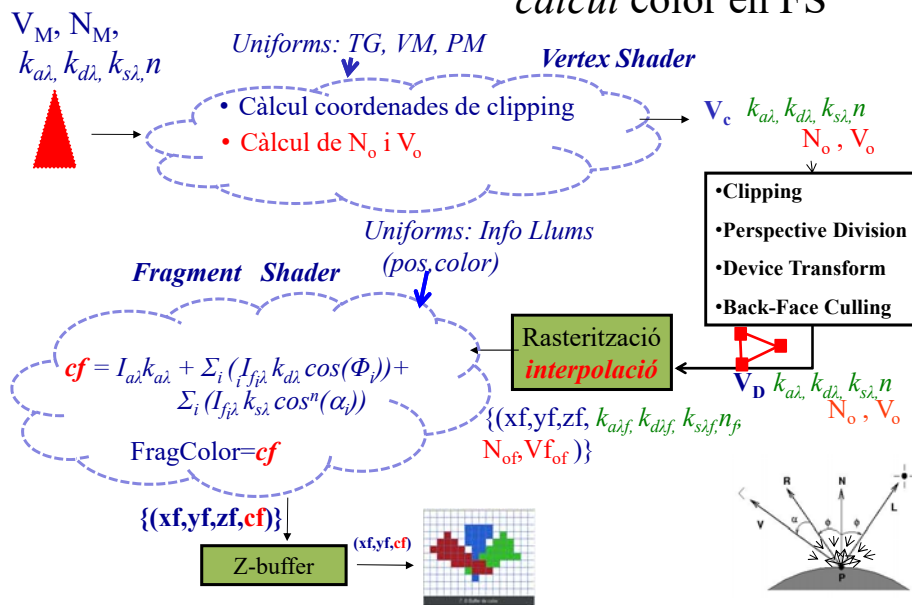 càlcul color en FS
V_M, N_M,
k_aλ, k_dλ, k_sλ, n
Uniforms: TG, VM, PM
Vertex Shader
• Càlcul coordenades de clipping
• Càlcul de N_o i V_o
V_c k_aλ, k_dλ, k_sλ, n
N_o , V_o
•Clipping
•Perspective Division
•Device Transform
•Back-Face Culling
V_D k_aλ, k_dλ, k_sλ, n
N_o , V_o
Rasterització
interpolació
{(xf,yf,zf, k_aλf, k_dλf, k_sλf, n_f,
N_of,Vf_of )}
Uniforms: Info Llums
(pos,color)
Fragment Shader
cf = I_aλ k_aλ + Σ_i (I_fiλ k_dλ cos(Φ_i))+
Σ_i (I_fiλ k_sλ cos^n(α_i))
FragColor=cf
{(xf,yf,zf,cf)}
Z-buffer
(xf,yf,cf)
R
N
L
V
α
ϕ
ϕ
P